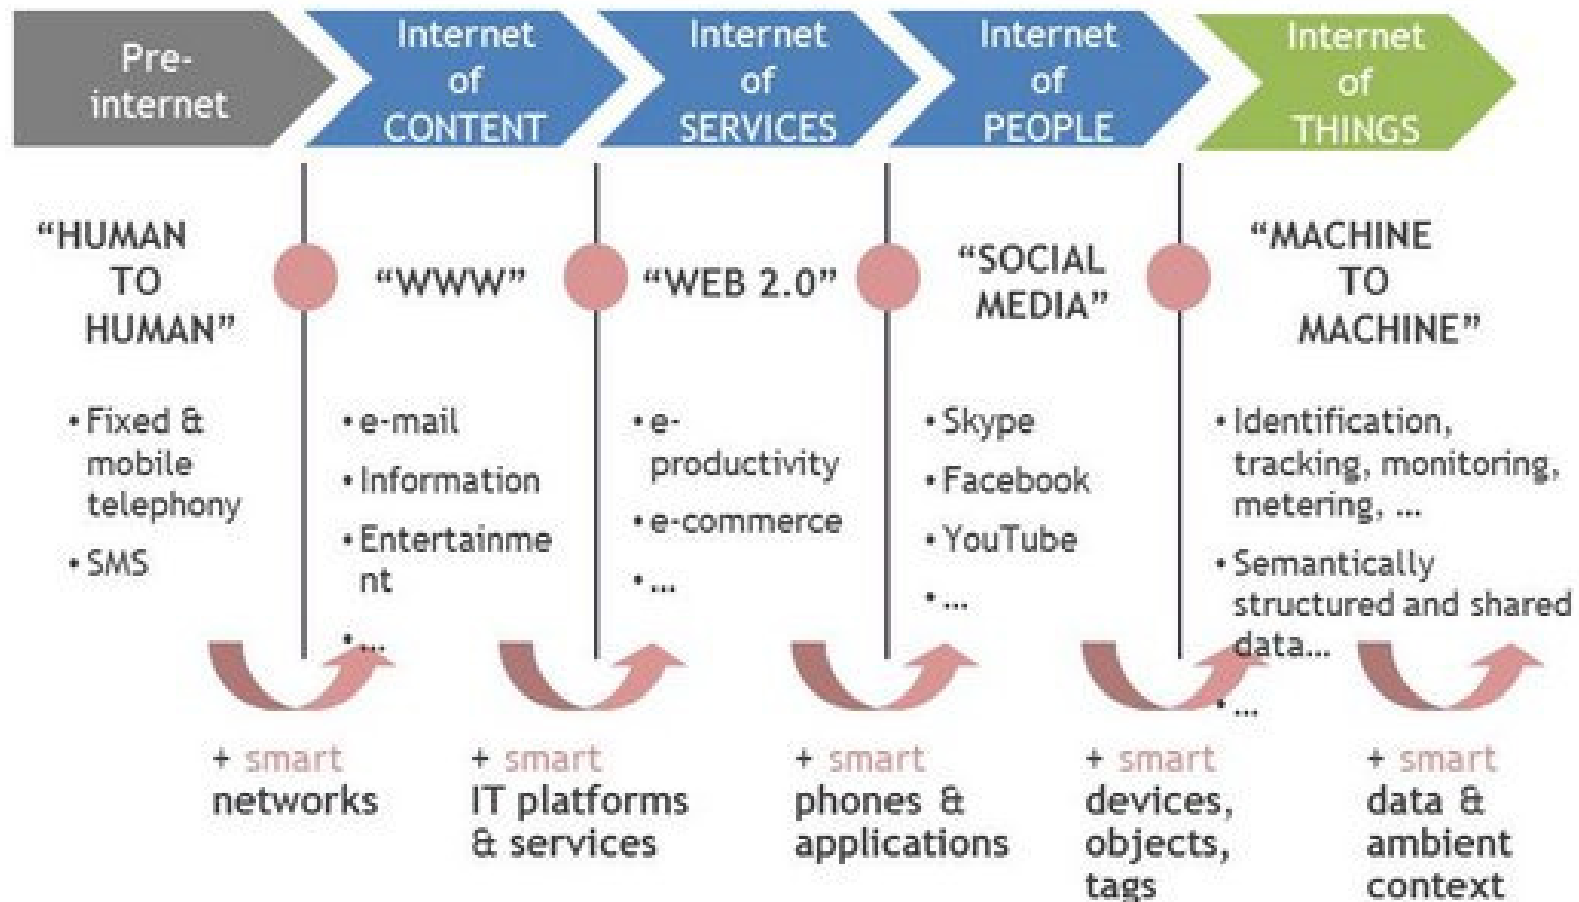 Pre-
internet
Internet
of
CONTENT
Internet
of
SERVICES
Internet
of
PEOPLE
Internet
of
THINGS
“HUMAN
TO
HUMAN”
“WWW”
“WEB 2.0”
“SOCIAL
MEDIA”
“MACHINE
TO
MACHINE”
• Fixed &
mobile
telephony
• SMS
• e-mail
• Information
• Entertainme
nt
• ...
• e-
productivity
• e-commerce
• ...
• Skype
• Facebook
• YouTube
• ...
• Identification,
tracking, monitoring,
metering, ...
• Semantically
structured and shared
data...
• ...
+ smart
networks
+ smart
IT platforms
& services
+ smart
phones &
applications
+ smart
devices,
objects,
tags
+ smart
data &
ambient
context